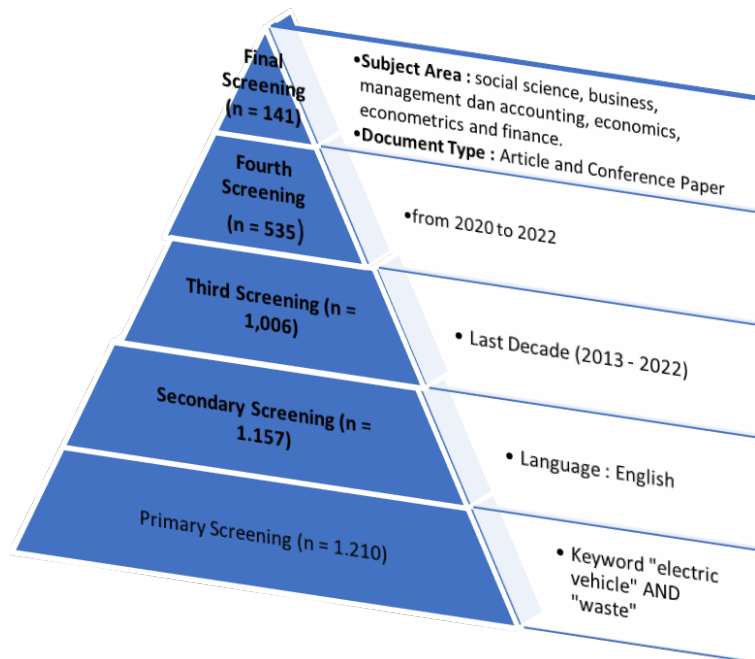 Final
Screening
(n = 141)
•Subject Area : social science, business,
management dan accounting, economics,
econometrics and finance.
•Document Type : Article and Conference Paper
Fourth
Screening
(n = 535)
•from 2020 to 2022
Third Screening (n =
1,006)
• Last Decade (2013 - 2022)
Secondary Screening (n =
1.157)
• Language : English
Primary Screening (n = 1.210)
• Keyword "electric
vehicle" AND
"waste"